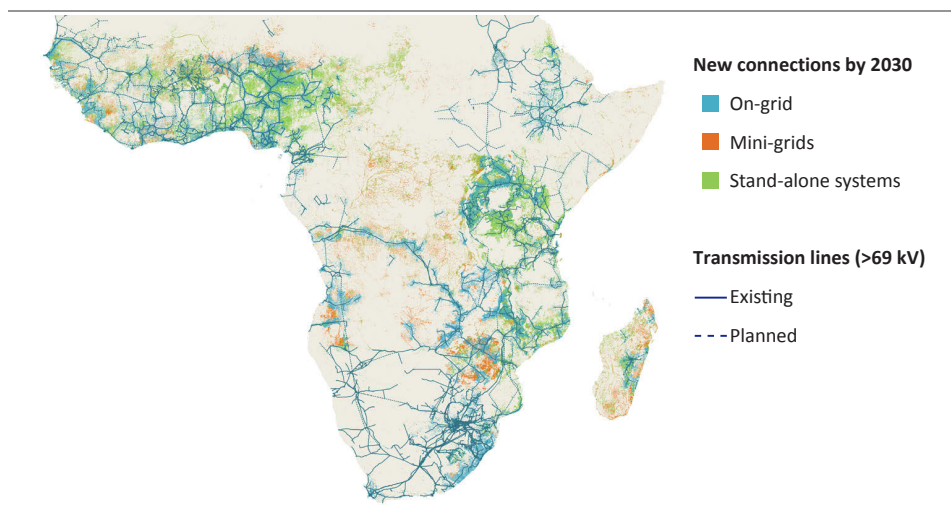 New connections by 2030
On-grid
Mini-grids
Stand-alone systems
Transmission lines (>69 kV)
Existing
Planned